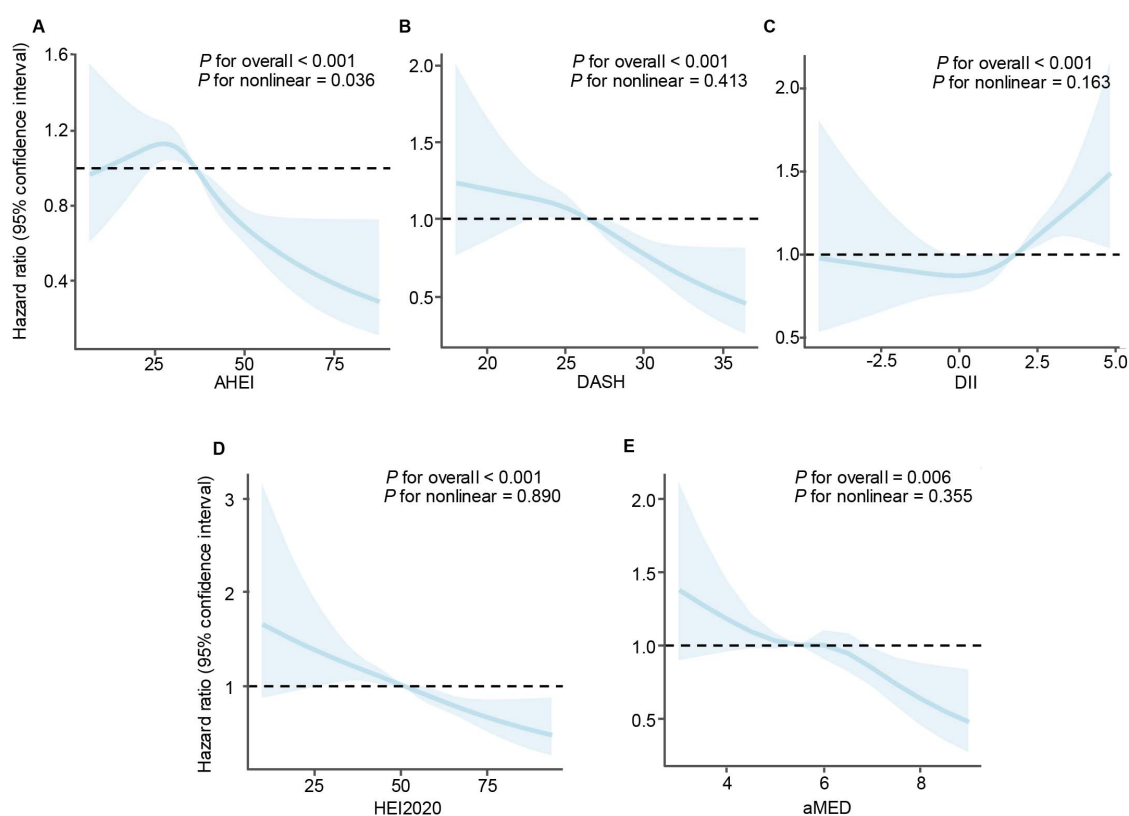 A
P for overall < 0.001
P for nonlinear = 0.036
Hazard ratio (95% confidence interval)
1.6
1.2
0.8
0.4
25
50
75
AHEI
B
P for overall < 0.001
P for nonlinear = 0.413
2.0
1.5
1.0
0.5
20
25
30
35
DASH
C
P for overall < 0.001
P for nonlinear = 0.163
2.0
1.5
1.0
0.5
-2.5
0.0
2.5
5.0
DII
D
P for overall < 0.001
P for nonlinear = 0.890
Hazard ratio (95% confidence interval)
3
2
1
25
50
75
HEI2020
E
P for overall = 0.006
P for nonlinear = 0.355
2.0
1.5
1.0
0.5
4
6
8
aMED